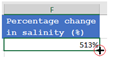 F
Percentage change
in salinity (%)
513%